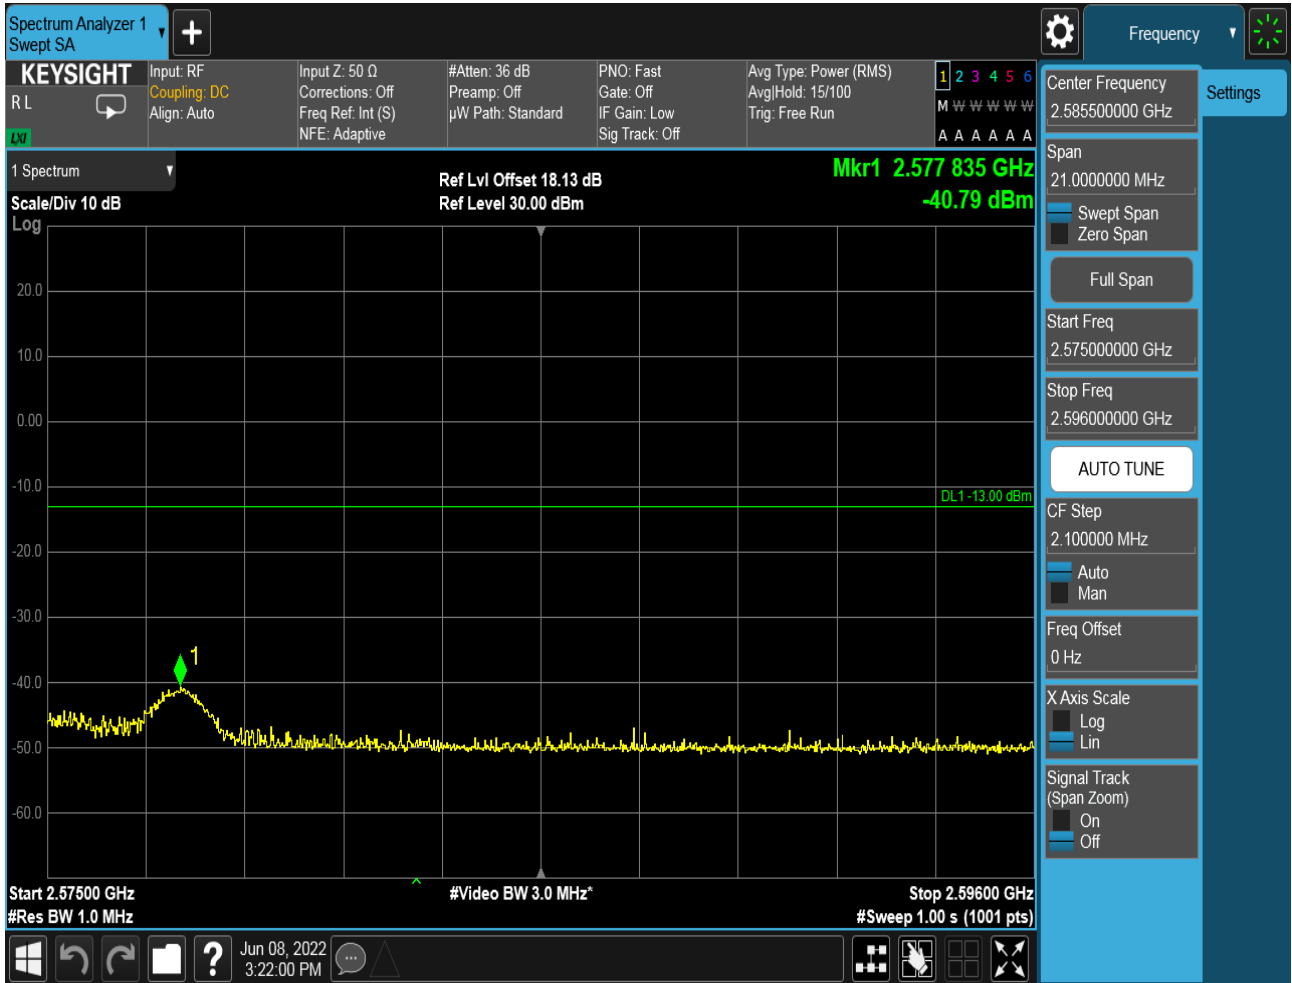 Spectrum Analyzer 1
Swept SA
Frequency
KEYSIGHT
R L
LXI
Input: RF
Coupling: DC
Align: Auto
Input Z: 50 Ω
Corrections: Off
Freq Ref: Int (S)
NFE: Adaptive
#Atten: 36 dB
Preamp: Off
µW Path: Standard
PNO: Fast
Gate: Off
IF Gain: Low
Sig Track: Off
Avg Type: Power (RMS)
Avg|Hold: 15/100
Trig: Free Run
1 2 3 4 5 6
M W W W W W
A A A A A A
1 Spectrum
Scale/Div 10 dB
Log
Ref Lvl Offset 18.13 dB
Ref Level 30.00 dBm
Mkr1 2.577 835 GHz
-40.79 dBm
20.0
10.0
0.00
-10.0
DL1 -13.00 dBm
-20.0
-30.0
1
-40.0
-50.0
-60.0
Start 2.57500 GHz
#Video BW 3.0 MHz*
Stop 2.59600 GHz
#Res BW 1.0 MHz
#Sweep 1.00 s (1001 pts)
Jun 08, 2022
3:22:00 PM
Center Frequency
2.585500000 GHz
Settings
Span
21.0000000 MHz
Swept Span
Zero Span
Full Span
Start Freq
2.575000000 GHz
Stop Freq
2.596000000 GHz
AUTO TUNE
CF Step
2.100000 MHz
Auto
Man
Freq Offset
0 Hz
X Axis Scale
Log
Lin
Signal Track
(Span Zoom)
On
Off